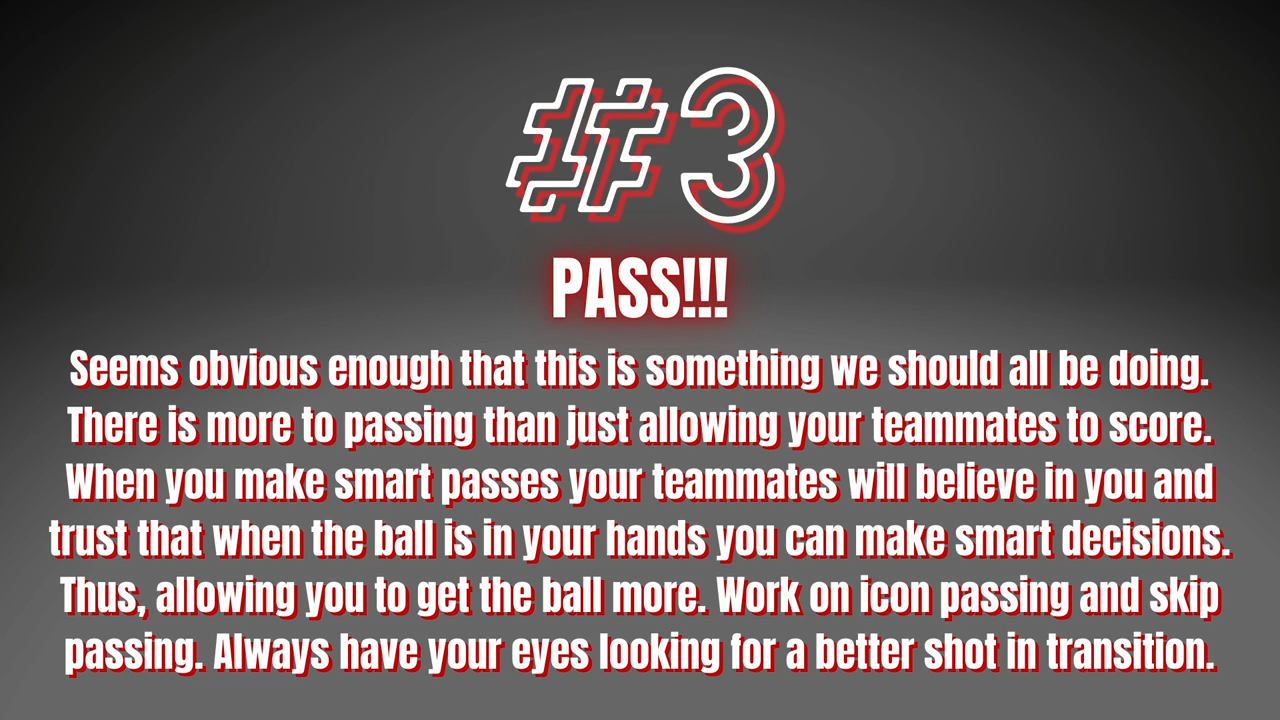 #3
PASS!!!
Seems obvious enough that this is something we should all be doing.
There is more to passing than just allowing your teammates to score.
When you make smart passes your teammates will believe in you and
trust that when the ball is in your hands you can make smart decisions.
Thus, allowing you to get the ball more. Work on icon passing and skip
passing. Always have your eyes looking for a better shot in transition.